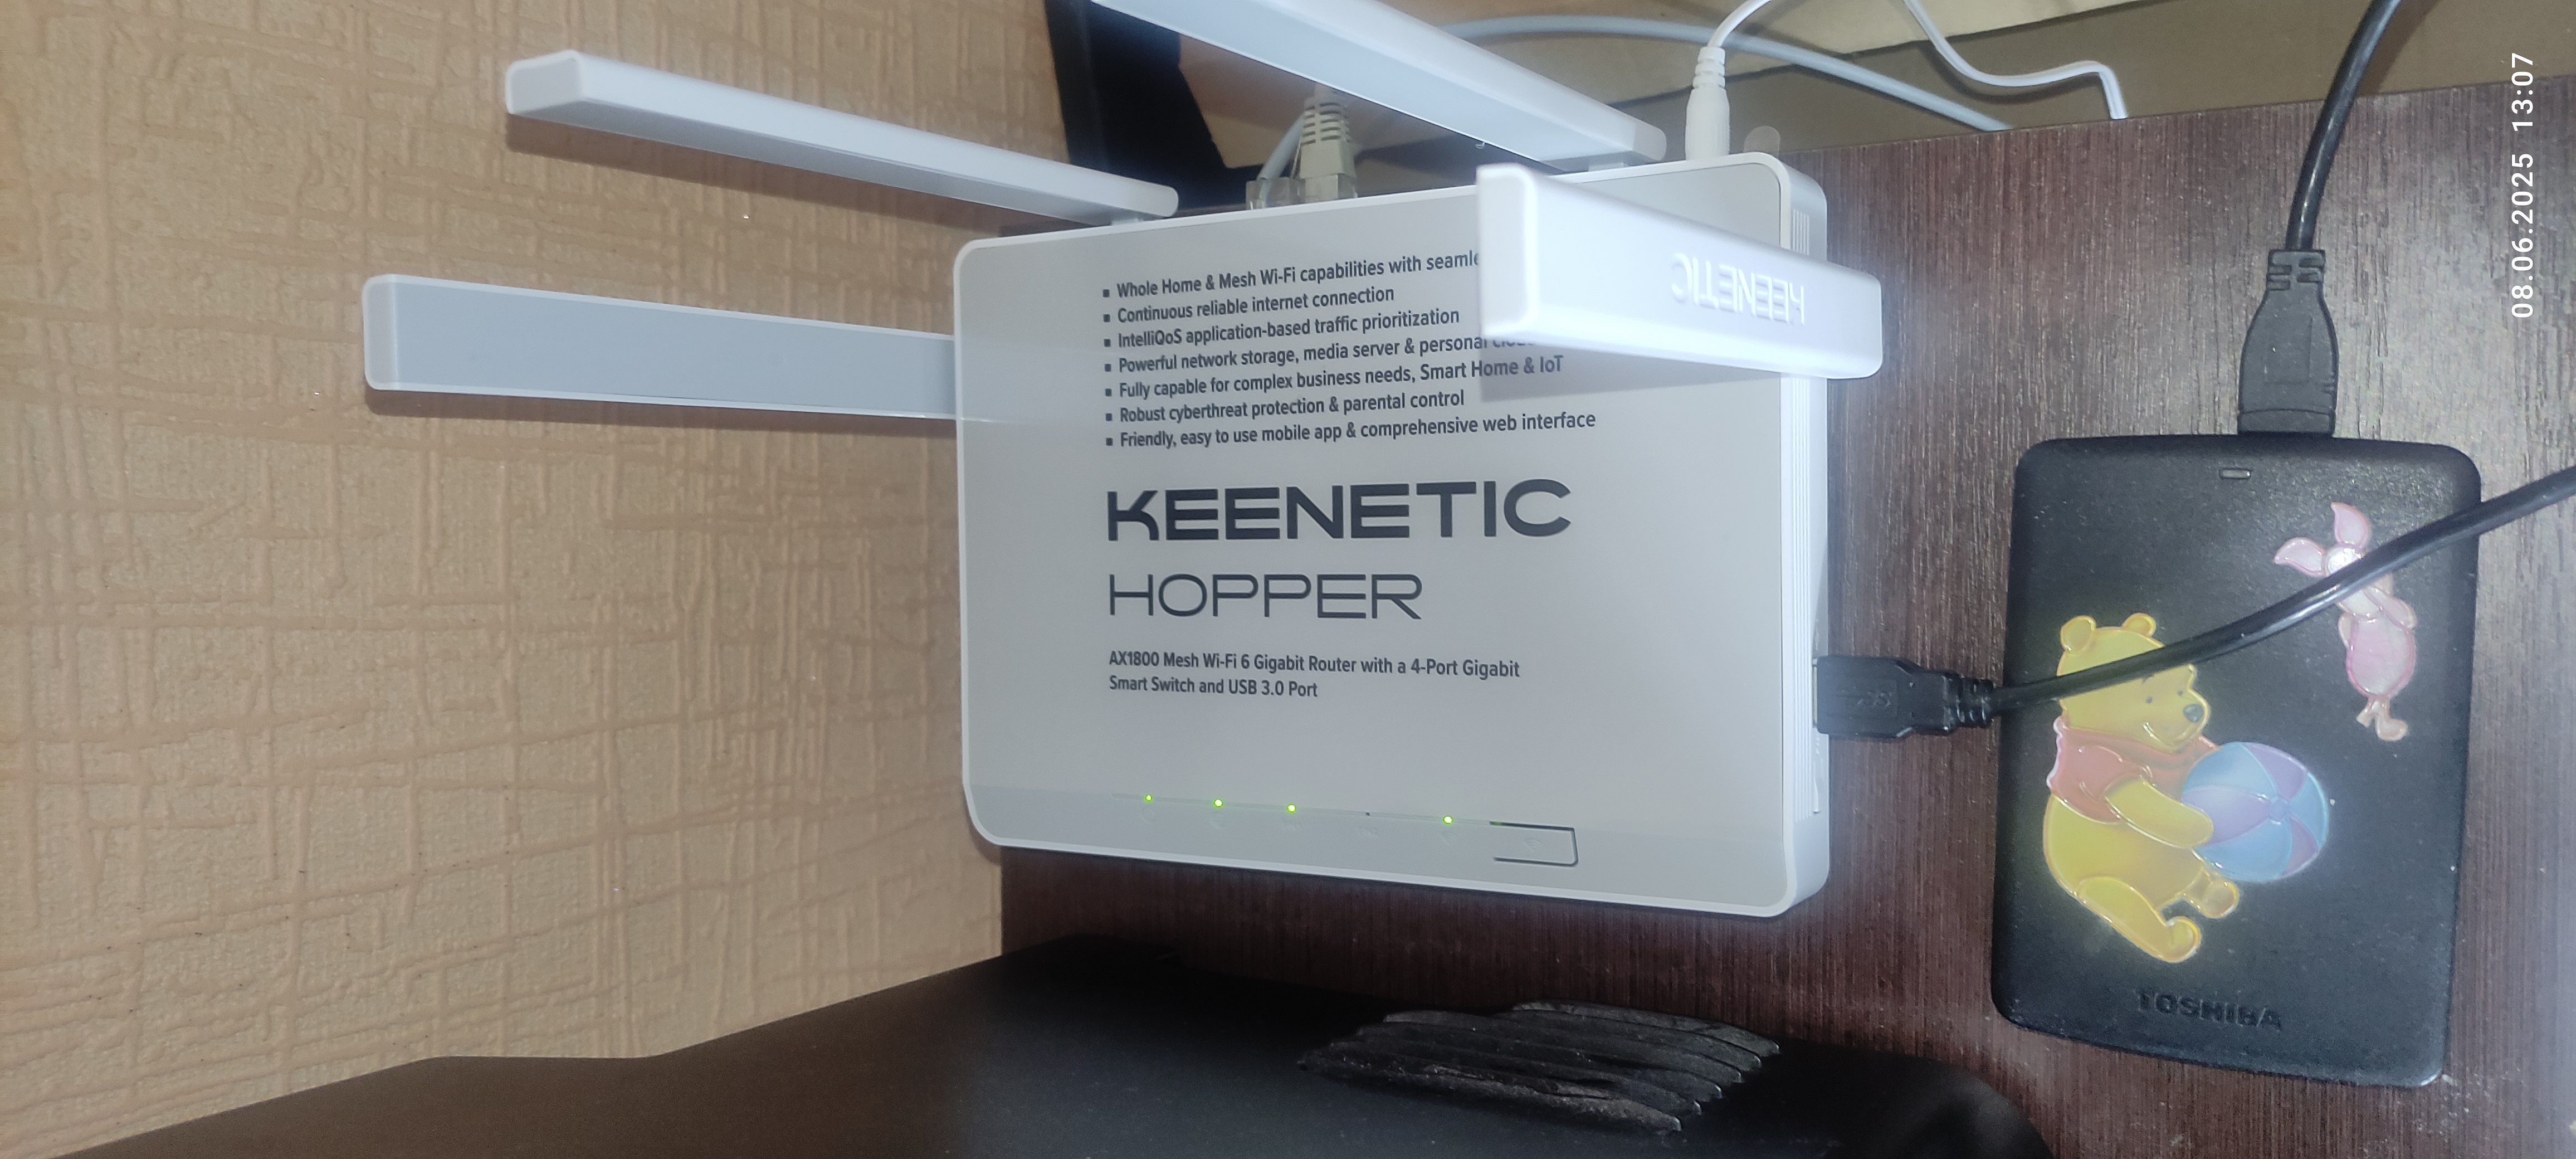 ▪ Whole Home & Mesh Wi-Fi capabilities with
▪ Continuous reliable internet connection
▪ IntelliQoS application-based traffic prioritization
▪ Powerful network storage, media server & personal
▪ Fully capable for complex business needs, Smart Home & IoT
▪ Robust cyberthreat protection & parental control
▪ Friendly, easy to use mobile app & comprehensive web interface
KEENETIC
HOPPER
AX1800 Mesh Wi-Fi 6 Gigabit Router with a 4-Port Gigabit
Smart Switch and USB 3.0 Port
KEENETIC
TOSHIBA
08.06.2025 13:07